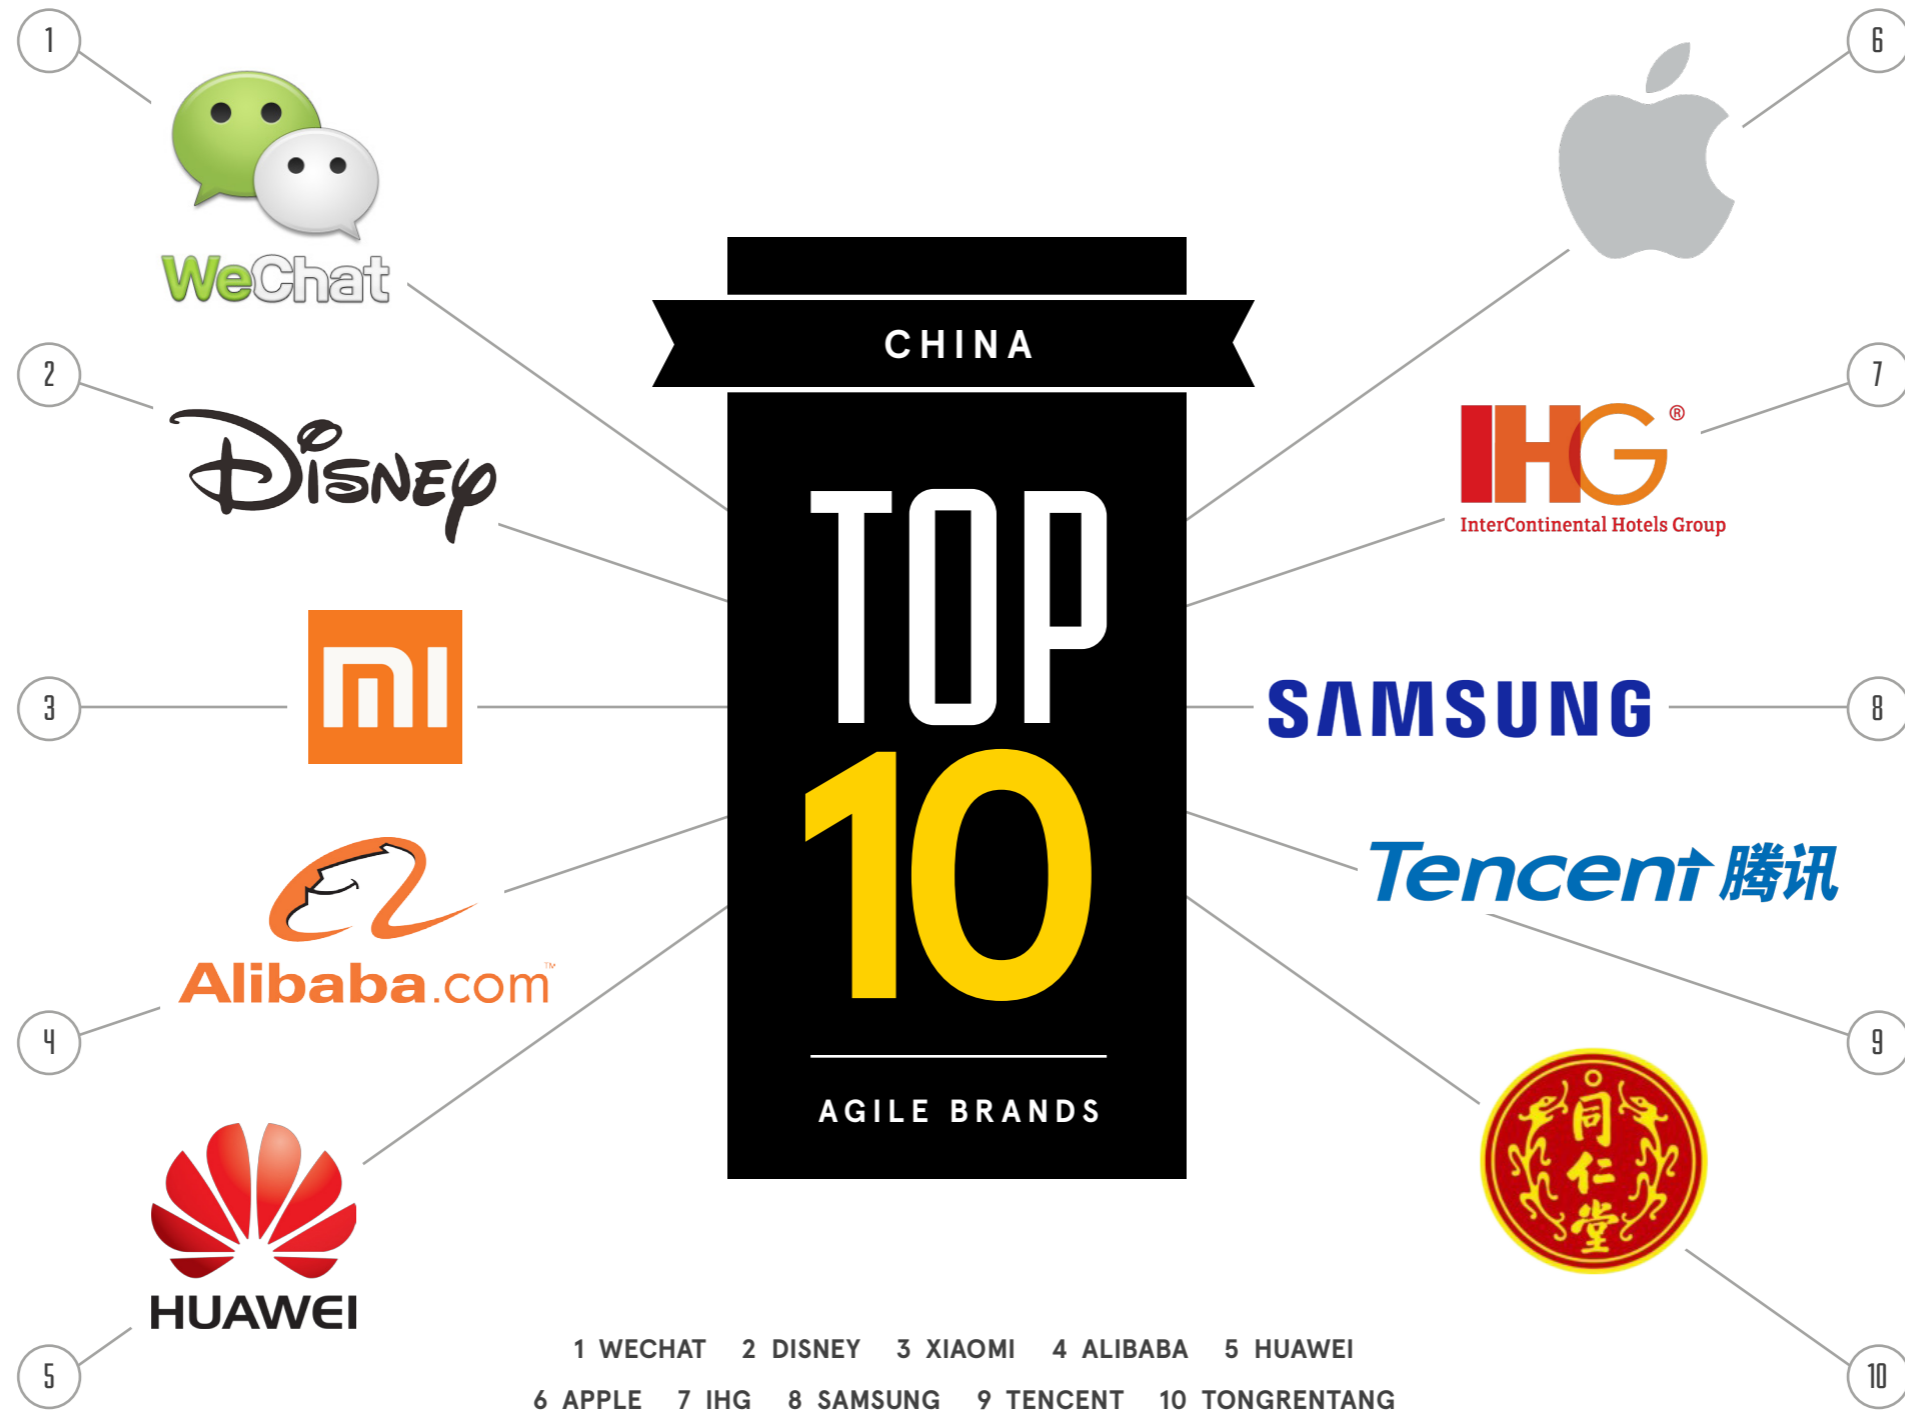 1
WeChat
2
Disney
3
mi
4
Alibaba.com™
5
HUAWEI
CHINA
TOP
10
AGILE BRANDS
6
7
IHG®
InterContinental Hotels Group
8
SAMSUNG
Tencent 腾讯
9
同仁堂
10
1 WECHAT 2 DISNEY 3 XIAOMI 4 ALIBABA 5 HUAWEI
6 APPLE 7 IHG 8 SAMSUNG 9 TENCENT 10 TONGRENTANG